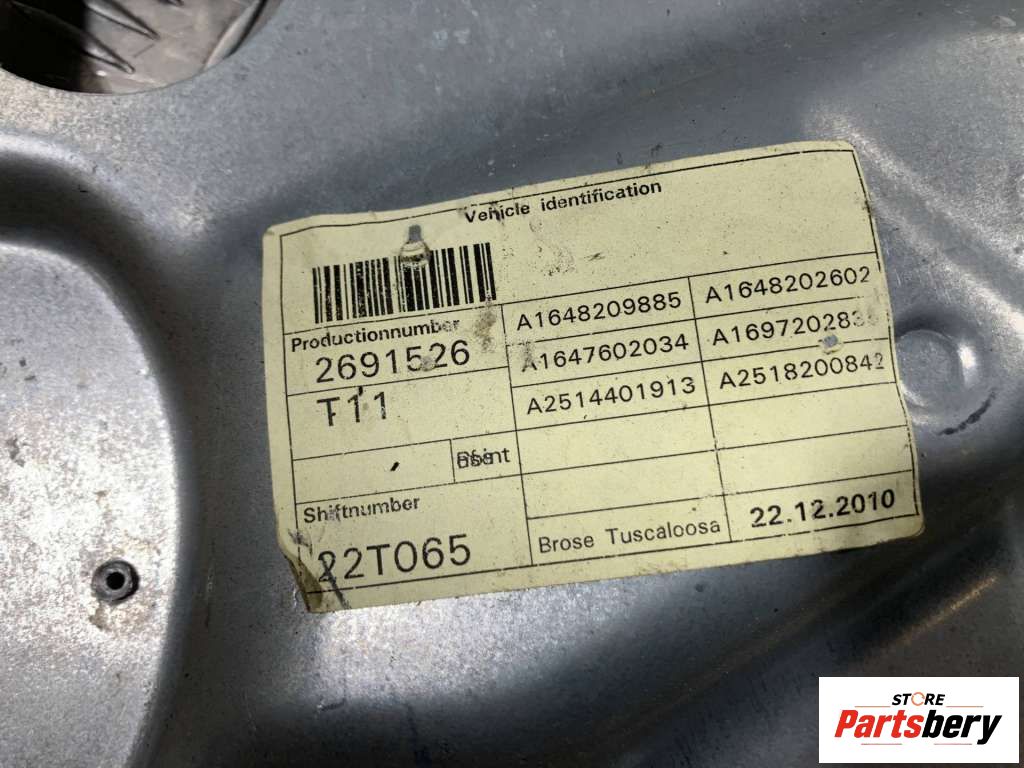 Vehicle identification
Productionnumber
2691526
T11
Shiftnumber
22T065
A1648209885 A1648202602
A1647602034
A2514401913 A2518200842
Brose Tuscaloosa 22.12.2010
STORE
Partsbery